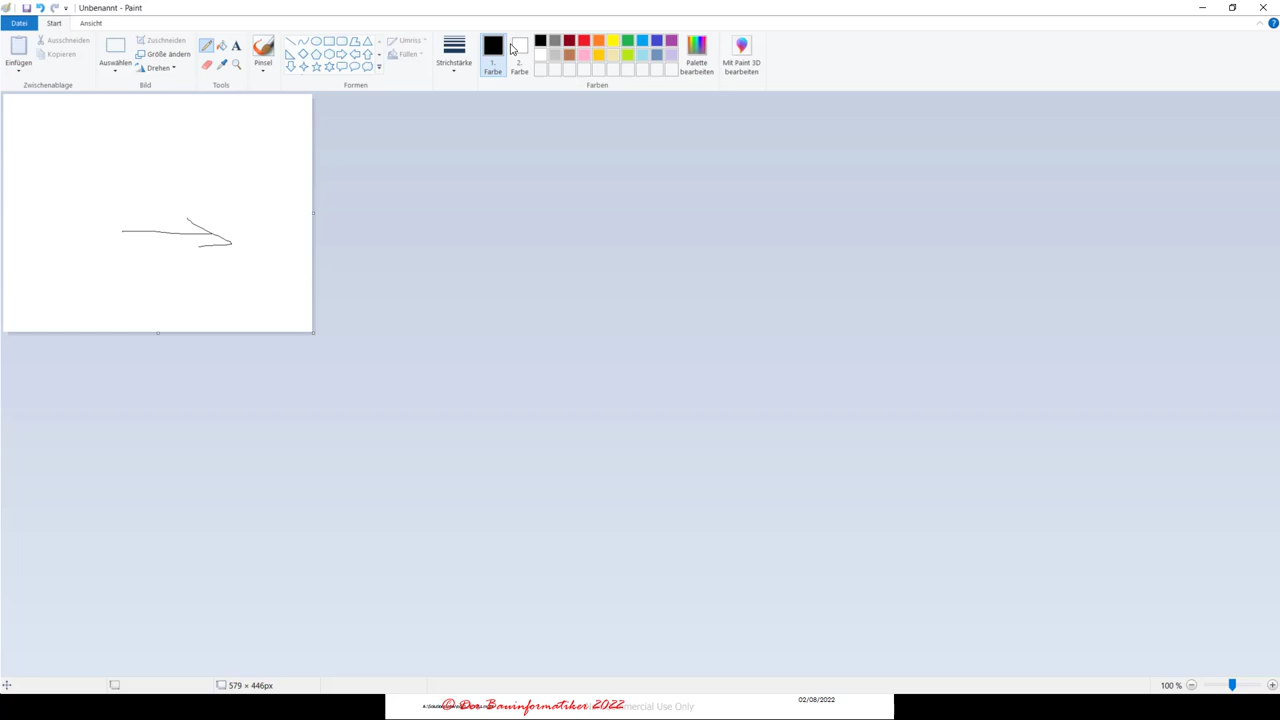 Unbenannt - Paint
Datei
Start
Ansicht
Einfügen
Ausschneiden
Kopieren
Zwischenablage
Auswählen
Zuschneiden
Größe ändern
Drehen
Bild
A
Tools
Pinsel
Umriss
Füllen
Formen
Strichstärke
1. Farbe
2. Farbe
Palette bearbeiten
Mit Paint 3D bearbeiten
Farben
579 × 446px
100 %
© Der Bauinformatiker 2022
Commercial Use Only
02/08/2022